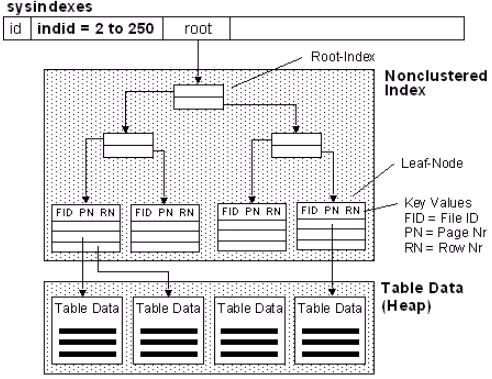 sysindexes
id indid = 2 to 250 root
Root-Index
Nonclustered
Index
Leaf-Node
FID PN RN FID PN RN FID PN RN FID PN RN
Key Values
FID = File ID
PN = Page Nr
RN = Row Nr
Table Data
(Heap)
Table Data Table Data Table Data Table Data